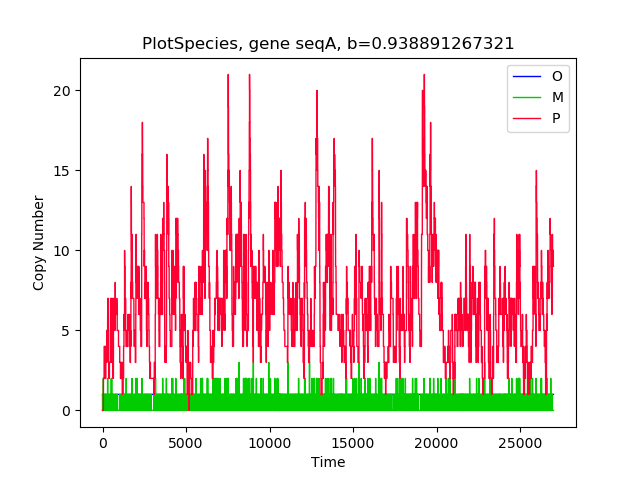 PlotSpecies, gene seqA, b=0.938891267321
O
M
P
20
15
10
5
0
Copy Number
0 5000 10000 15000 20000 25000
Time